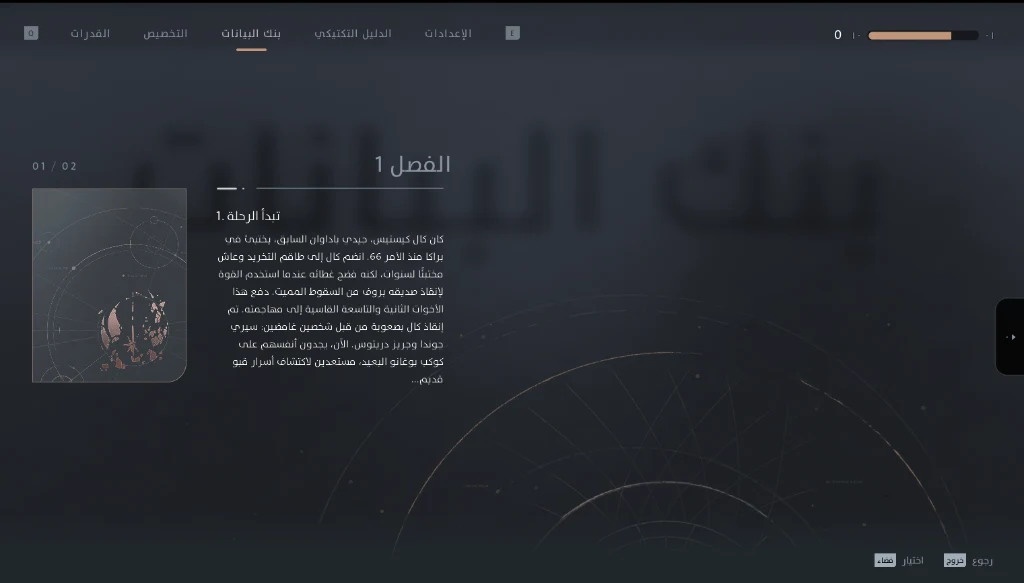 Q القدرات التخصيص بنك البيانات الدليل التكتيكي الإعدادات E
0
بنك البيانات
01 / 02
الفصل 1
1. تبدأ الرحلة
كان كال كيستيس، جيدي باداوان السابق، يختبئ في
براكا منذ الأمر 66. انضم كال إلى طاقم التخريد وعاش
مختبئًا لسنوات، لكنه فضح غطائه عندما استخدم القوة
لإنقاذ صديقه بروف من السقوط المميت. دفع هذا
الأخوات الثانية والتاسعة القاسية إلى مهاجمته. تم
إنقاذ كال بصعوبة من قبل شخصين غامضين: سيري
جوندا وجريز دريتوس. الآن، يجدون أنفسهم على
كوكب بوغانو البعيد، مستعدين لاكتشاف أسرار قبو
قديم...
فضاء اختيار خروج رجوع